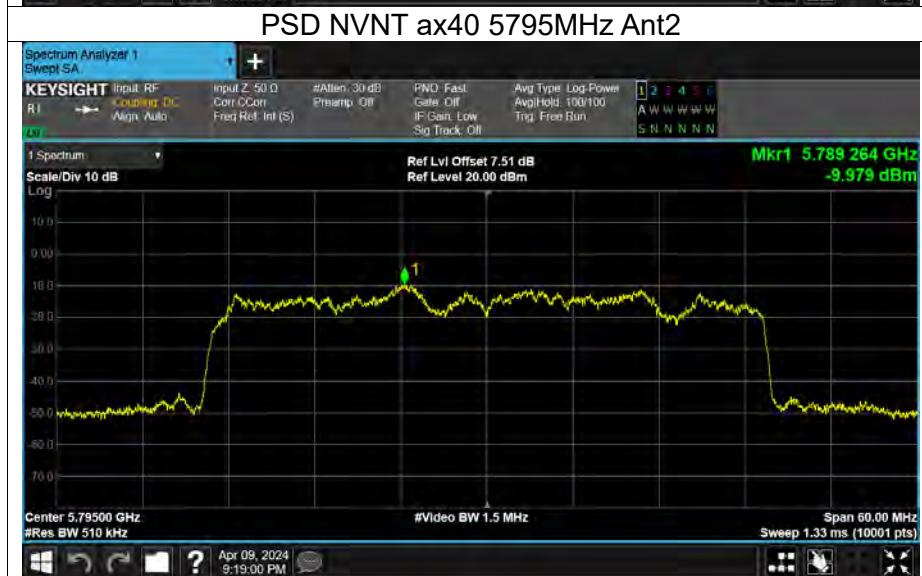 PSD NVNT ax40 5795MHz Ant2
Spectrum Analyzer 1
Swept SA
+
KEYSIGHT Input: RF Input Z: 50 Ω #Atten: 30 dB PNO: Fast Avg Type: Log-Power 1 2 3 4 5 6
Coupling: DC Corr CCorr Preamp: Off Gate: Off Avg|Hold: 100/100 A W W W W W
Align: Auto Freq Ref: Int (S) IF Gain: Low Trig: Free Run
Sig Track: Off S N N N N N
1 Spectrum Ref Lvl Offset 7.51 dB Mkr1 5.789 264 GHz
Scale/Div 10 dB Ref Level 20.00 dBm -9.979 dBm
Log
10.0
0.00
1
-10.0
-20.0
-30.0
-40.0
-50.0
-60.0
-70.0
Center 5.79500 GHz #Video BW 1.5 MHz Span 60.00 MHz
#Res BW 510 kHz Sweep 1.33 ms (10001 pts)
? Apr 09, 2024
9:19:00 PM